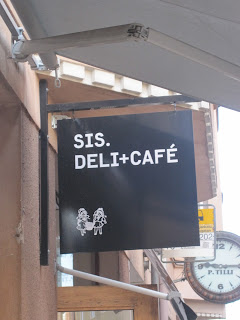 SIS.
DELI+CAFÉ
P. TILLI